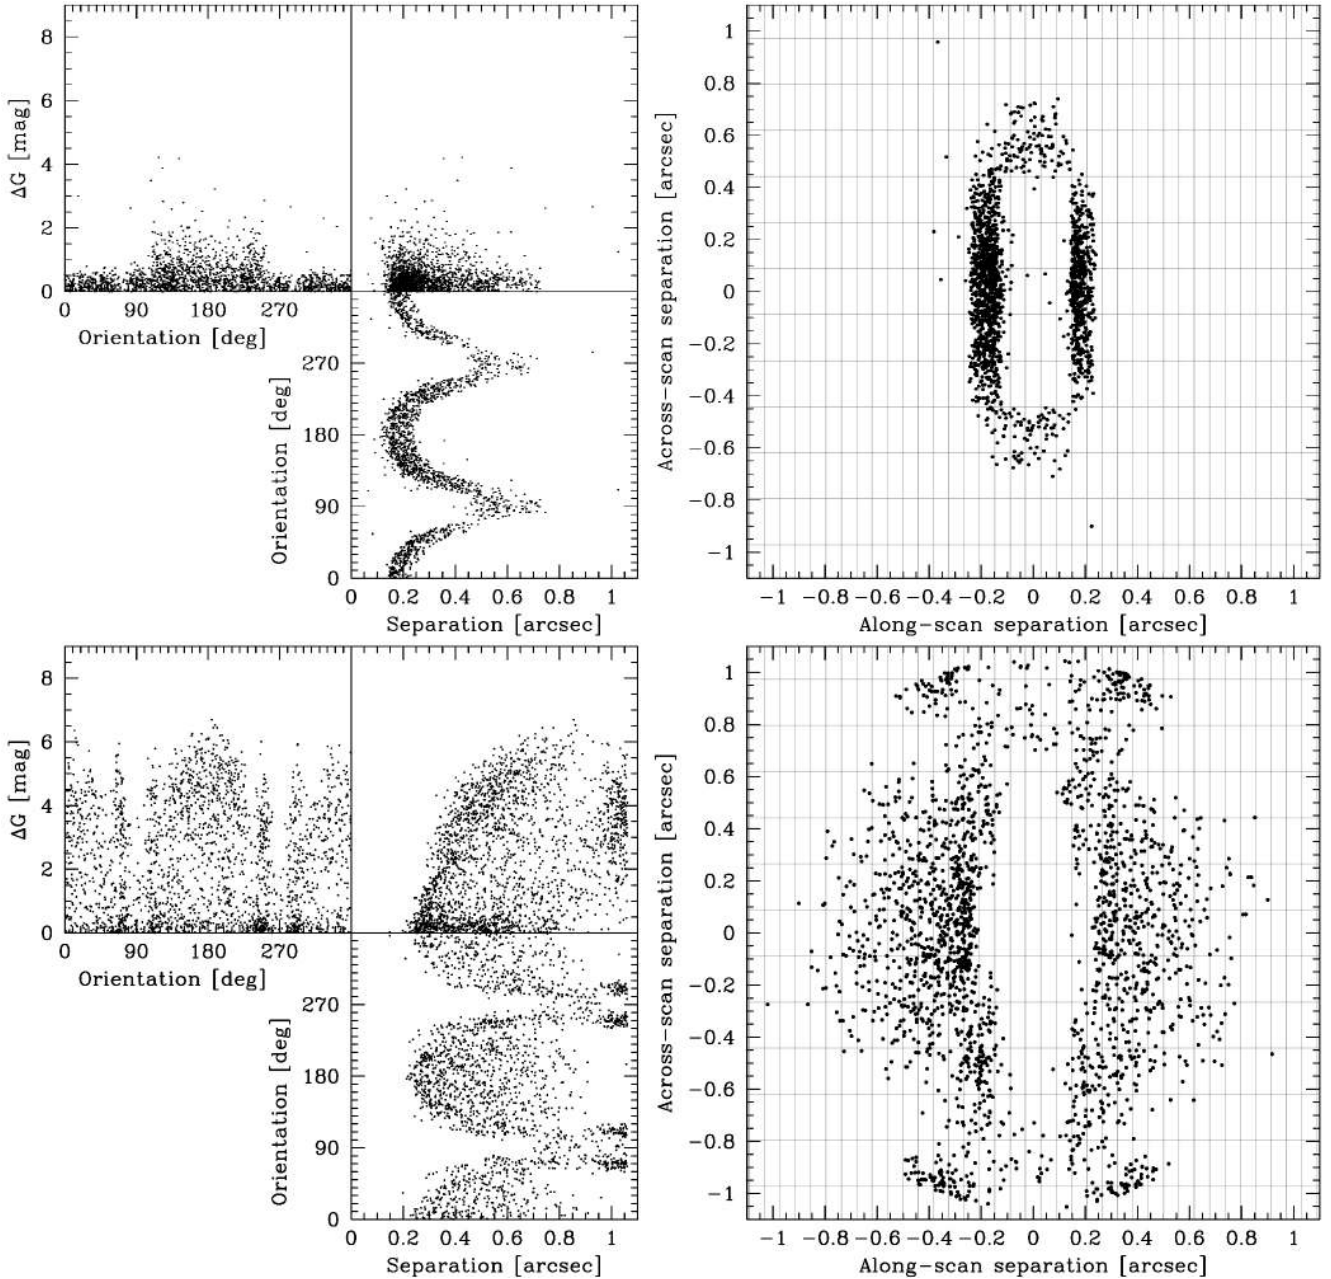 8
6
4
2
0
ΔG [mag]
0 90 180 270
Orientation [deg]
270
180
90
0
Orientation [deg]
0 0.2 0.4 0.6 0.8 1
Separation [arcsec]
1
0.8
0.6
0.4
0.2
0
−0.2
−0.4
−0.6
−0.8
−1
Across-scan separation [arcsec]
−1 −0.8 −0.6 −0.4 −0.2 0 0.2 0.4 0.6 0.8 1
Along-scan separation [arcsec]
8
6
4
2
0
ΔG [mag]
0 90 180 270
Orientation [deg]
270
180
90
0
Orientation [deg]
0 0.2 0.4 0.6 0.8 1
Separation [arcsec]
1
0.8
0.6
0.4
0.2
0
−0.2
−0.4
−0.6
−0.8
−1
Across-scan separation [arcsec]
−1 −0.8 −0.6 −0.4 −0.2 0 0.2 0.4 0.6 0.8 1
Along-scan separation [arcsec]